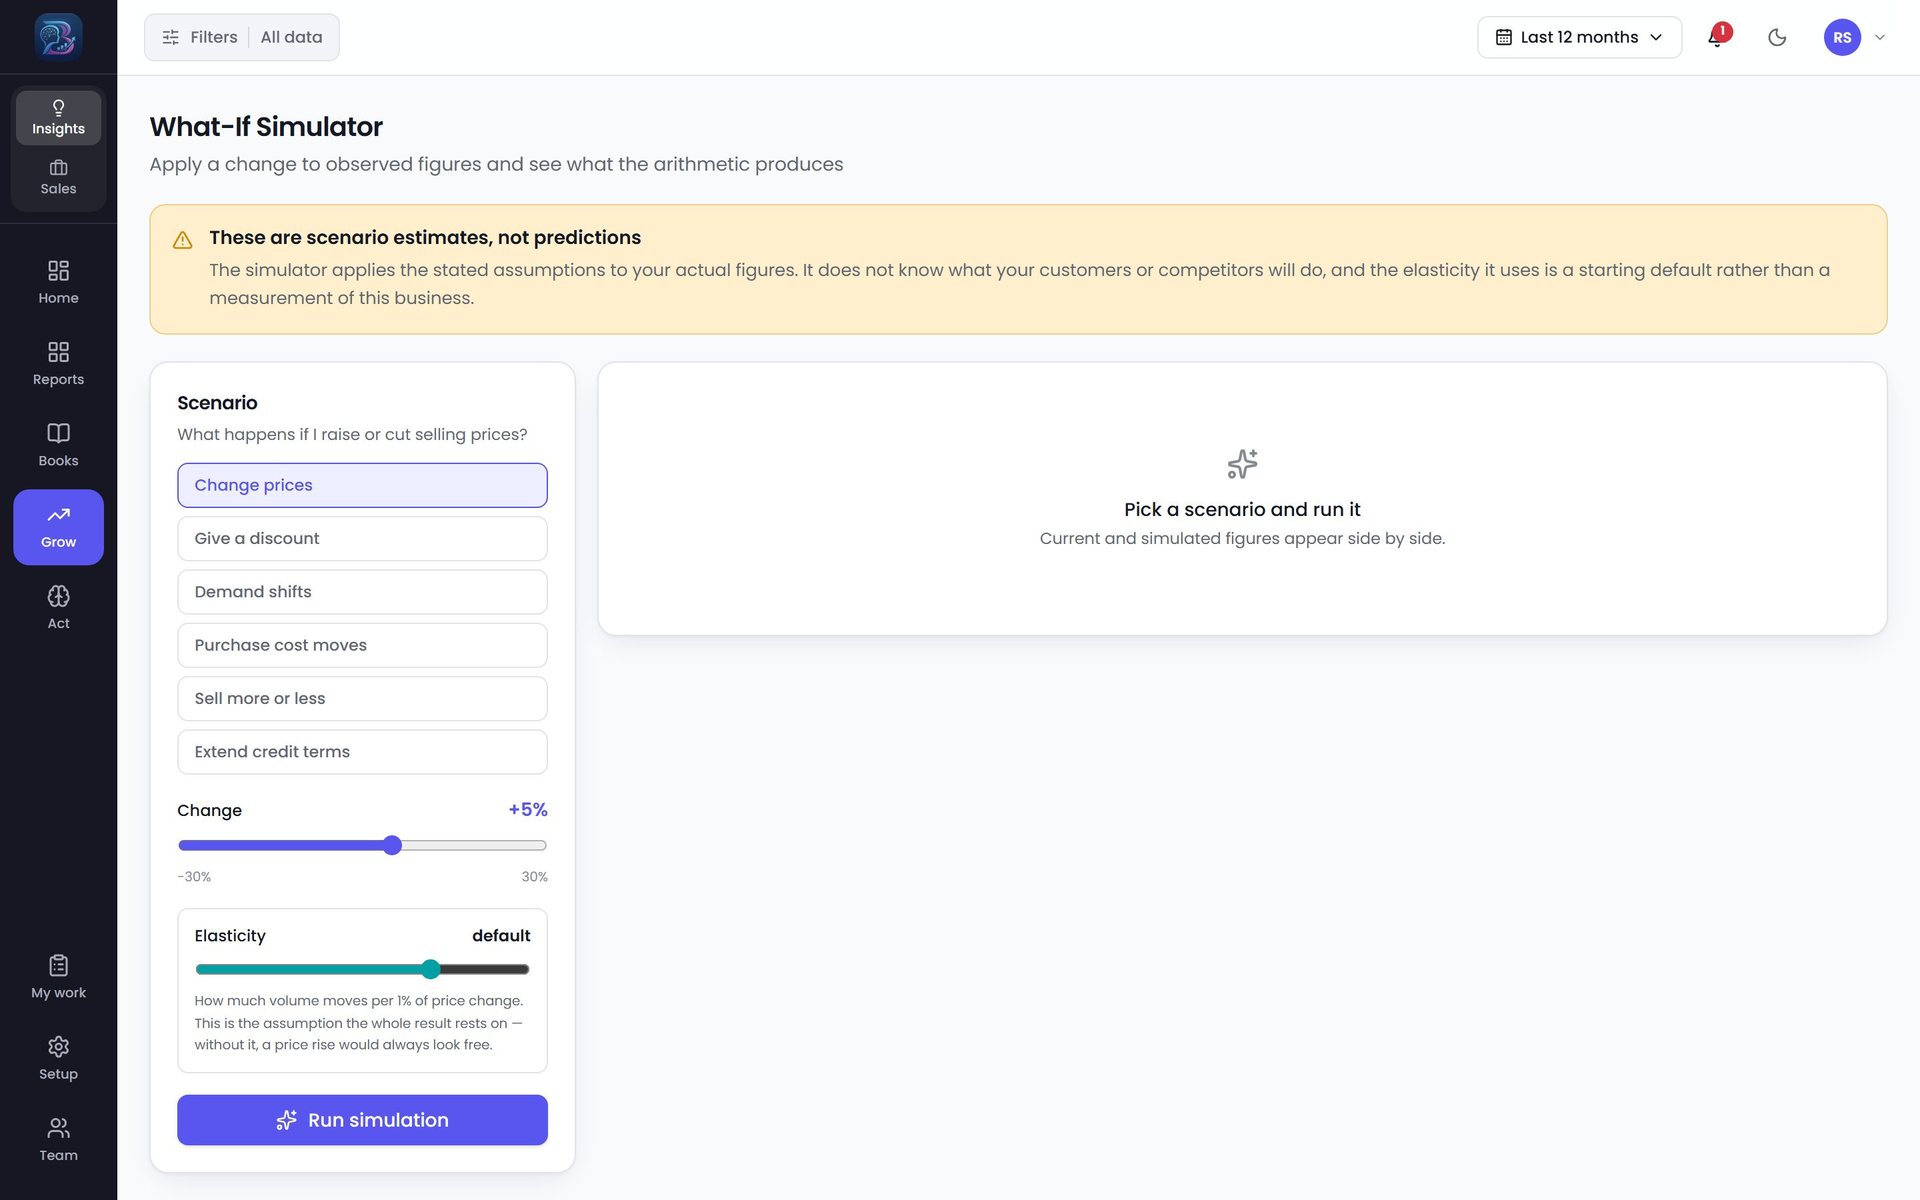 Filters All data
Last 12 months
1
RS
Insights
Sales
Home
Reports
Books
Grow
Act
My work
Setup
Team
What-If Simulator
Apply a change to observed figures and see what the arithmetic produces
These are scenario estimates, not predictions
The simulator applies the stated assumptions to your actual figures. It does not know what your customers or competitors will do, and the elasticity it uses is a starting default rather than a
measurement of this business.
Scenario
What happens if I raise or cut selling prices?
Change prices
Give a discount
Demand shifts
Purchase cost moves
Sell more or less
Extend credit terms
Change +5%
-30% 30%
Elasticity default
How much volume moves per 1% of price change.
This is the assumption the whole result rests on —
without it, a price rise would always look free.
Run simulation
Pick a scenario and run it
Current and simulated figures appear side by side.